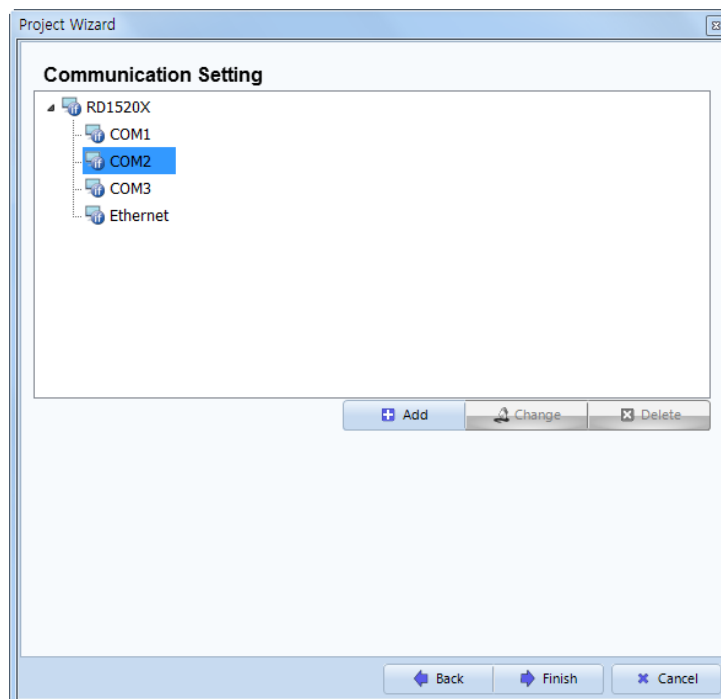 Project Wizard
Communication Setting
RD1520X
COM1
COM2
COM3
Ethernet
Add Change Delete
Back Finish Cancel